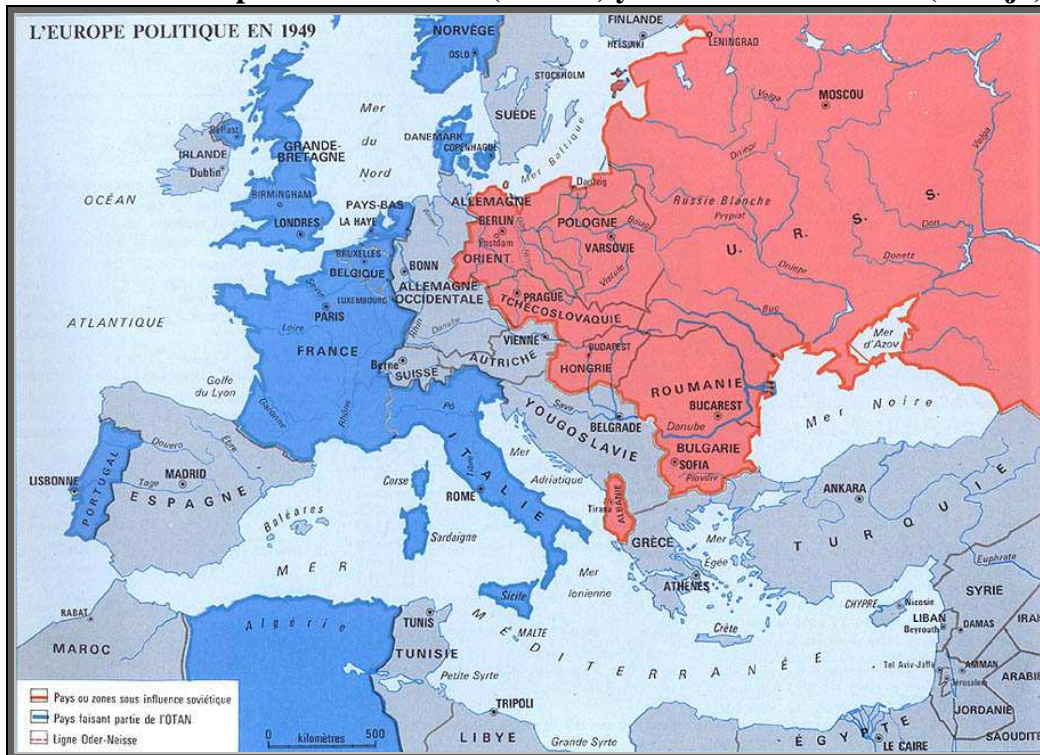 L'EUROPE POLITIQUE EN 1949
NORVÈGE
OSLO
FINLANDE
HELSINKI
LENINGRAD
STOCKHOLM
SUÈDE
MOSCOU
Volga
Volga
Mer
du
Nord
DANEMARK
COPENHAGUE
Mer Baltique
Dniepr
Belfast
IRLANDE
Dublin
GRANDE-
BRETAGNE
BIRMINGHAM
LONDRES
OCÉAN
ATLANTIQUE
PAYS-BAS
LA HAYE
ALLEMAGNE
BERLIN
Postdam
ORIENT.
Dantzig
POLOGNE
VARSOVIE
Boug
Vistule
Russie Blanche
Prypiat
U. R. S. S.
Don
Donetz
Dniepr
Bug
BRUXELLES
BELGIQUE
LUXEMBOURG
BONN
ALLEMAGNE
OCCIDENTALE
PRAGUE
TCHÉCOSLOVAQUIE
Seine
PARIS
Loire
FRANCE
Rhin
Danube
VIENNE
AUTRICHE
BUDAPEST
HONGRIE
Berne
SUISSE
Mer
d'Azov
ROUMANIE
BUCAREST
Danube
Golfe
du Lyon
Garonne
Rhône
Pô
Save
BELGRADE
YOUGOSLAVIE
Mer Noire
BULGARIE
SOFIA
Plovdiv
Douero
Èbre
MADRID
Tage
ESPAGNE
LISBONNE
PORTUGAL
Corse
ITALIE
Tibre
ROME
Mer
Adriatique
Tirana
ALBANIE
ANKARA
TURQUIE
Baléares
Sardaigne
GRÈCE
Mer
Égée
ATHÈNES
Mer
Ionienne
Euphrate
MER
MÉDITERRANÉE
Sicile
MALTE
Crète
CHYPRE
Nicosie
SYRIE
LIBAN
Beyrouth
DAMAS
RABAT
MAROC
Algérie
TUNIS
TUNISIE
Petite Syrte
Tel Aviv-Jaffa
AMMAN
Jérusalem
ARABIE
JORDANIE
SAOUDITE
TRIPOLI
LIBYE
Grande Syrte
ÉGYPTE
LE CAIRE
Pays ou zones sous influence soviétique
Pays faisant partie de l'OTAN
Ligne Oder-Neisse
0 kilomètres 500